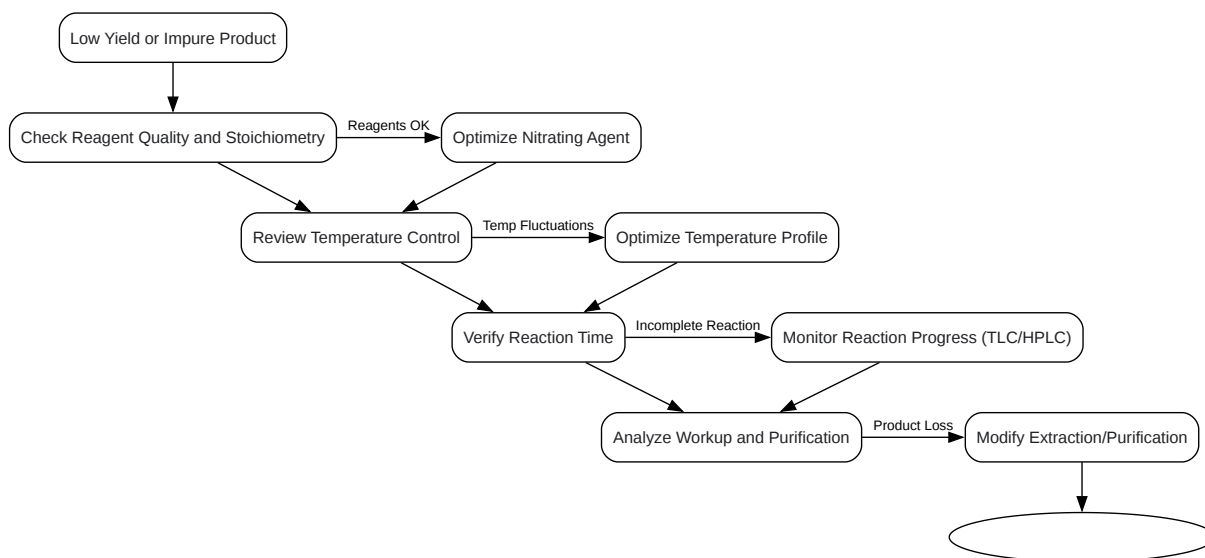 Low Yield or Impure Product
Check Reagent Quality and Stoichiometry
Reagents OK
Optimize Nitrating Agent
Review Temperature Control
Temp Fluctuations
Optimize Temperature Profile
Verify Reaction Time
Incomplete Reaction
Monitor Reaction Progress (TLC/HPLC)
Analyze Workup and Purification
Product Loss
Modify Extraction/Purification